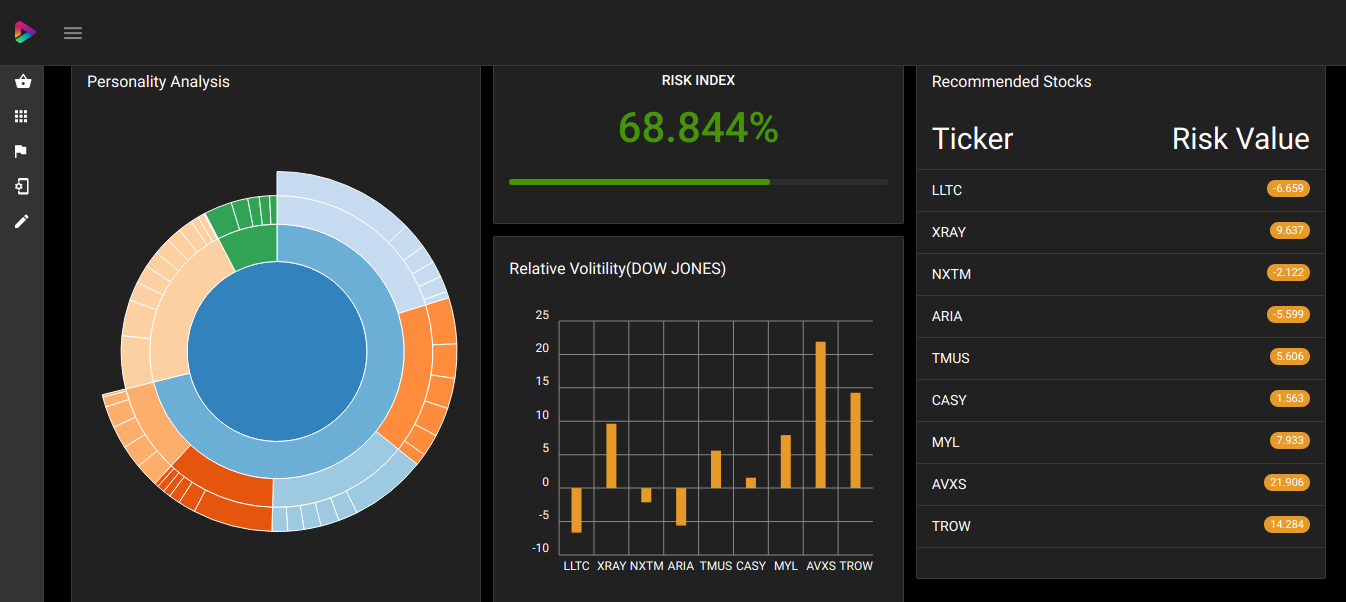 Personality Analysis
RISK INDEX
68.844%
Relative Volitility(DOW JONES)
25
20
15
10
5
0
-5
-10
LLTC XRAY NXTM ARIA TMUS CASY MYL AVXS TROW
Recommended Stocks
Ticker Risk Value
LLTC -6.659
XRAY 9.637
NXTM -2.122
ARIA -5.599
TMUS 5.606
CASY 1.563
MYL 7.933
AVXS 21.906
TROW 14.284